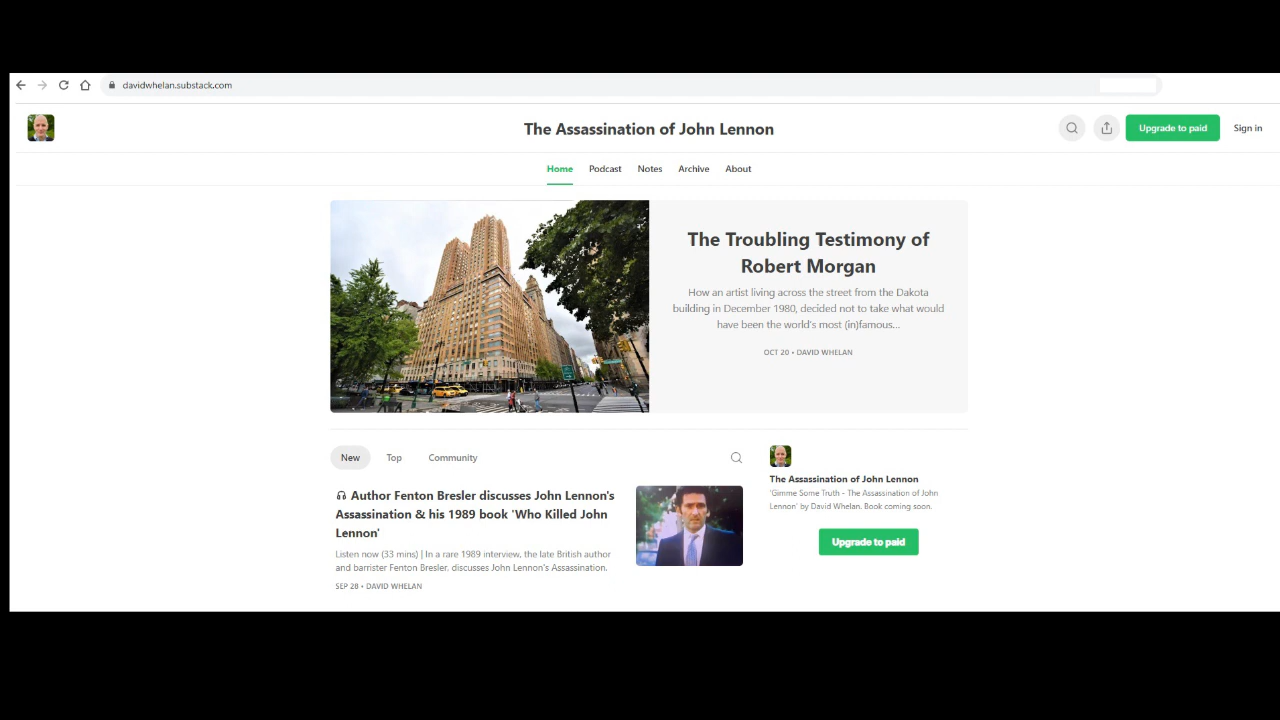 davidwhelan.substack.com
The Assassination of John Lennon
Upgrade to paid
Sign in
Home
Podcast
Notes
Archive
About
The Troubling Testimony of
Robert Morgan
How an artist living across the street from the Dakota
building in December 1980, decided not to take what would
have been the world's most (in)famous...
OCT 20 • DAVID WHELAN
New
Top
Community
Author Fenton Bresler discusses John Lennon's
Assassination & his 1989 book 'Who Killed John
Lennon'
Listen now (33 mins) | In a rare 1989 interview, the late British author
and barrister Fenton Bresler, discusses John Lennon's Assassination.
SEP 28 • DAVID WHELAN
The Assassination of John Lennon
'Gimme Some Truth - The Assassination of John
Lennon' by David Whelan. Book coming soon.
Upgrade to paid